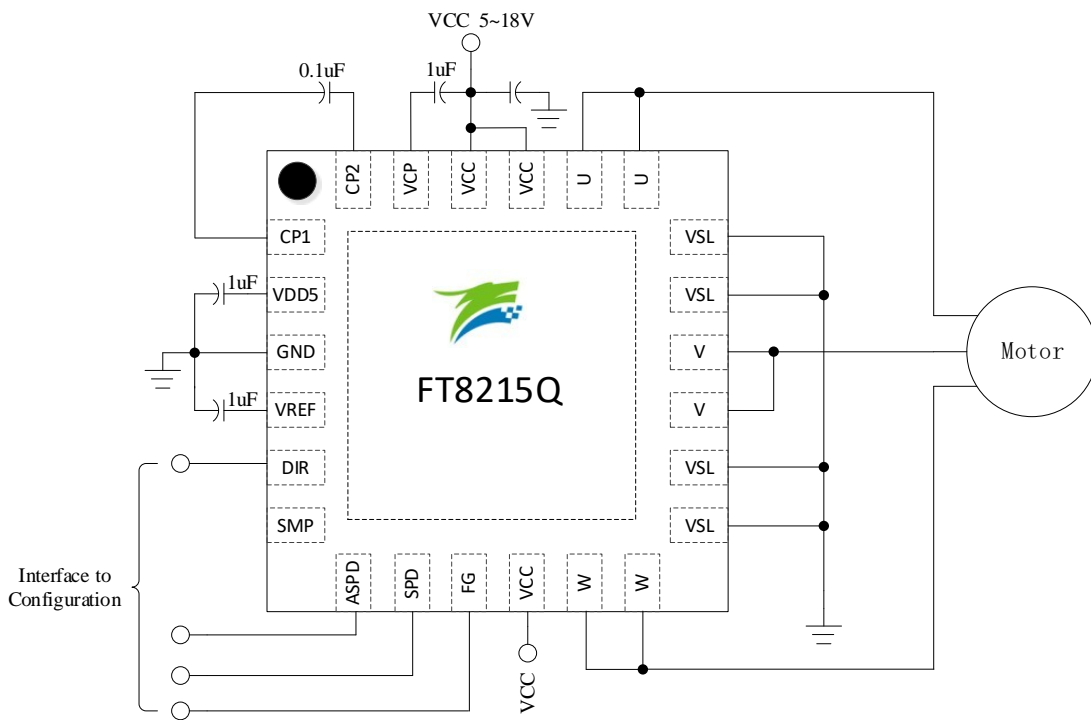 VCC 5~18V
0.1uF
1uF
CP2
VCP
VCC
VCC
U
U
CP1
VSL
1uF
VDD5
VSL
GND
V
Motor
FT8215Q
1uF
VREF
V
DIR
VSL
SMP
VSL
Interface to
Configuration
ASPD
SPD
FG
VCC
W
W
VCC